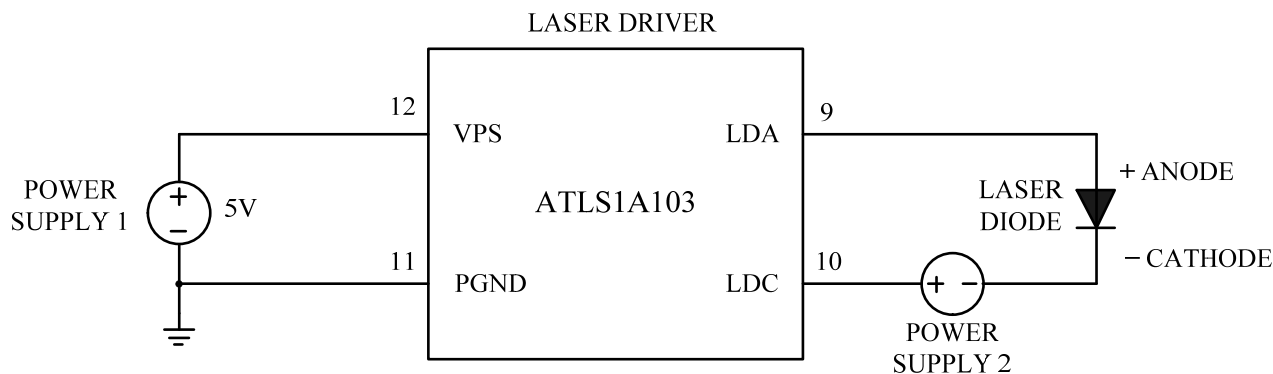 LASER DRIVER
12
VPS
LDA
9
+ ANODE
POWER
SUPPLY 1
+
−
5V
ATLS1A103
LASER
DIODE
− CATHODE
11
PGND
LDC
10
+ −
POWER
SUPPLY 2